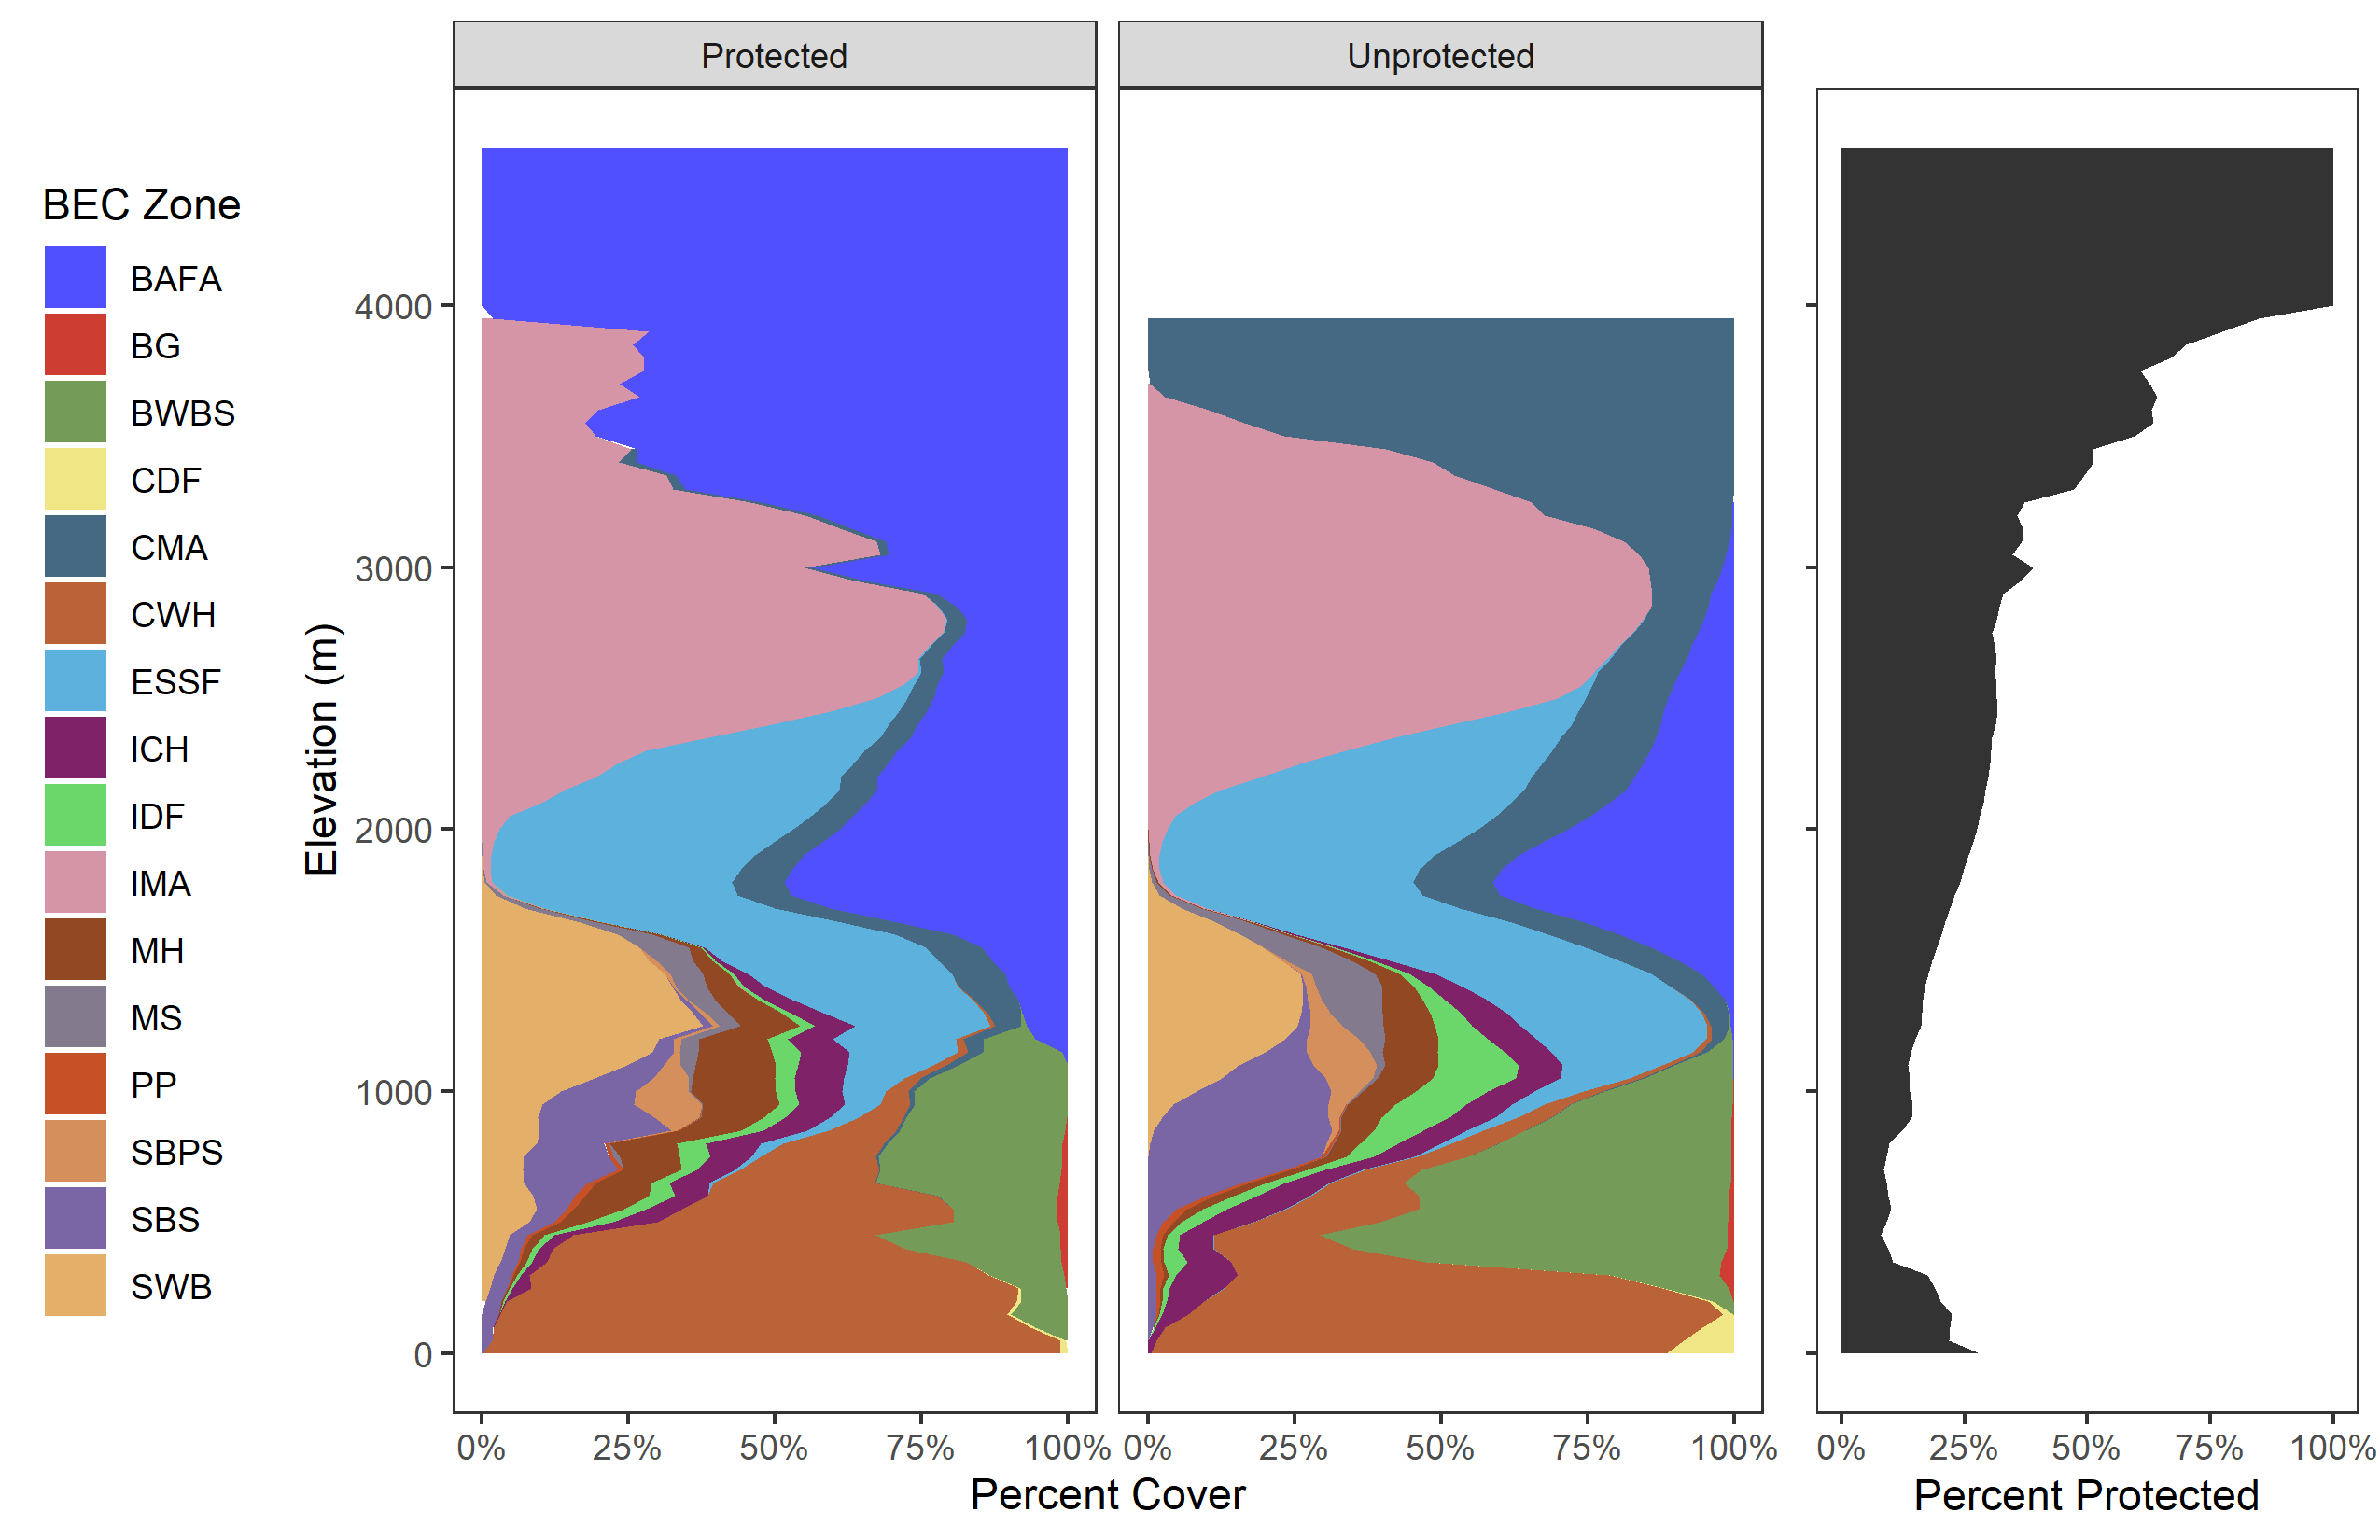 Protected
Unprotected
BEC Zone
BAFA
BG
BWBS
CDF
CMA
CWH
ESSF
ICH
IDF
IMA
MH
MS
PP
SBPS
SBS
SWB
Elevation (m)
4000
3000
2000
1000
0
0% 25% 50% 75% 100%
0% 25% 50% 75% 100%
0% 25% 50% 75% 100%
Percent Cover
Percent Protected